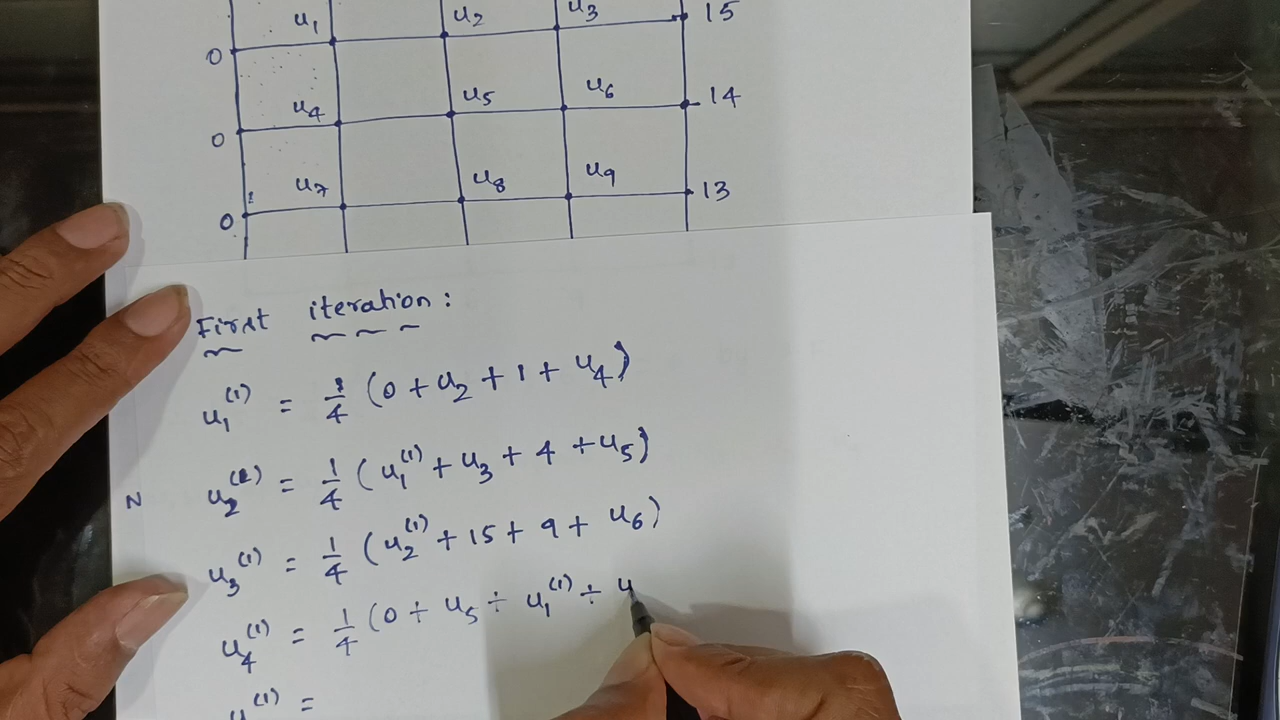 u₁ u₂ u₃ 15
0
u₄ u₅ u₆ 14
0
u₇ u₈ u₉ 13
0
First iteration :
u₁⁽¹⁾ = 1/4 (0 + u₂ + 1 + u₄)
N u₂⁽¹⁾ = 1/4 (u₁⁽¹⁾ + u₃ + 4 + u₅)
u₃⁽¹⁾ = 1/4 (u₂⁽¹⁾ + 15 + 9 + u₆)
u₄⁽¹⁾ = 1/4 (0 + u₅ ÷ u₁⁽¹⁾ ÷ u
u⁽¹⁾ =